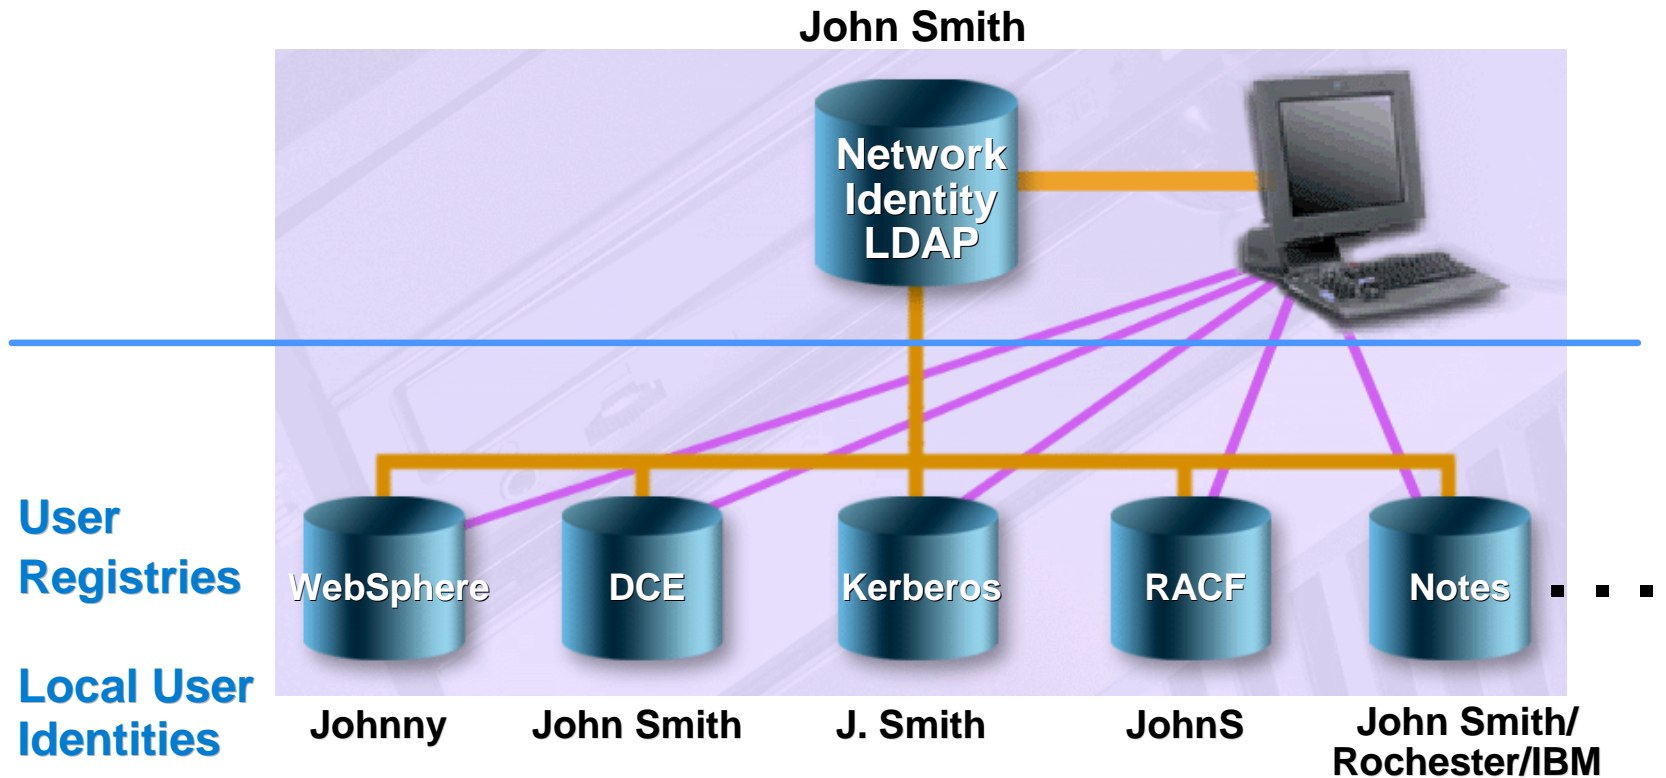 John Smith
Network
Identity
LDAP
User
Registries
WebSphere
DCE
Kerberos
RACF
Notes
. . .
Local User
Identities
Johnny
John Smith
J. Smith
JohnS
John Smith/
Rochester/IBM